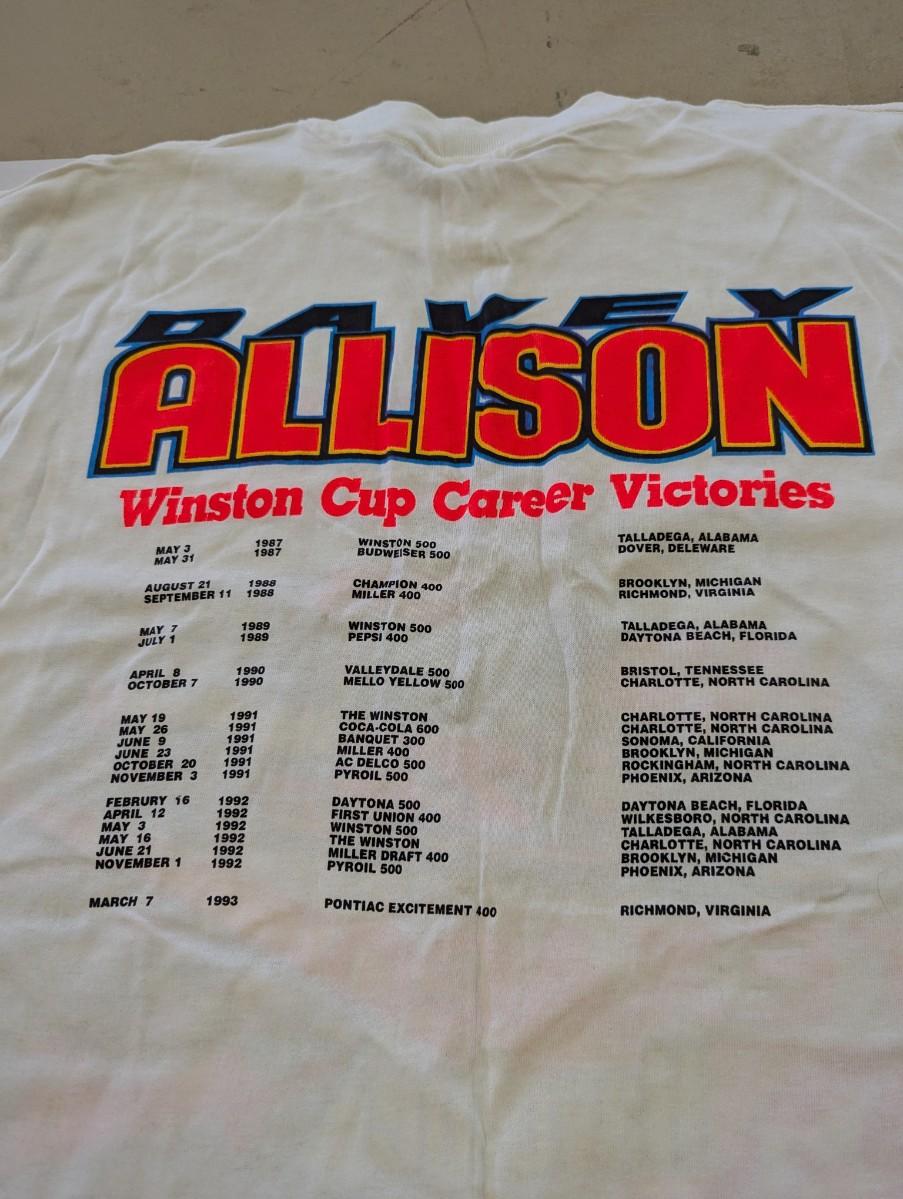 DAVEY
ALLISON
Winston Cup Career Victories
MAY 3 1987 WINSTON 500 TALLADEGA, ALABAMA
MAY 31 1987 BUDWEISER 500 DOVER, DELEWARE
AUGUST 21 1988 CHAMPION 400 BROOKLYN, MICHIGAN
SEPTEMBER 11 1988 MILLER 400 RICHMOND, VIRGINIA
MAY 7 1989 WINSTON 500 TALLADEGA, ALABAMA
JULY 1 1989 PEPSI 400 DAYTONA BEACH, FLORIDA
APRIL 8 1990 VALLEYDALE 500 BRISTOL, TENNESSEE
OCTOBER 7 1990 MELLO YELLOW 500 CHARLOTTE, NORTH CAROLINA
MAY 19 1991 THE WINSTON CHARLOTTE, NORTH CAROLINA
MAY 26 1991 COCA-COLA 600 CHARLOTTE, NORTH CAROLINA
JUNE 9 1991 BANQUET 300 SONOMA, CALIFORNIA
JUNE 23 1991 MILLER 400 BROOKLYN, MICHIGAN
OCTOBER 20 1991 AC DELCO 500 ROCKINGHAM, NORTH CAROLINA
NOVEMBER 3 1991 PYROIL 500 PHOENIX, ARIZONA
FEBRURY 16 1992 DAYTONA 500 DAYTONA BEACH, FLORIDA
APRIL 12 1992 FIRST UNION 400 WILKESBORO, NORTH CAROLINA
MAY 3 1992 WINSTON 500 TALLADEGA, ALABAMA
MAY 16 1992 THE WINSTON CHARLOTTE, NORTH CAROLINA
JUNE 21 1992 MILLER DRAFT 400 BROOKLYN, MICHIGAN
NOVEMBER 1 1992 PYROIL 500 PHOENIX, ARIZONA
MARCH 7 1993 PONTIAC EXCITEMENT 400 RICHMOND, VIRGINIA